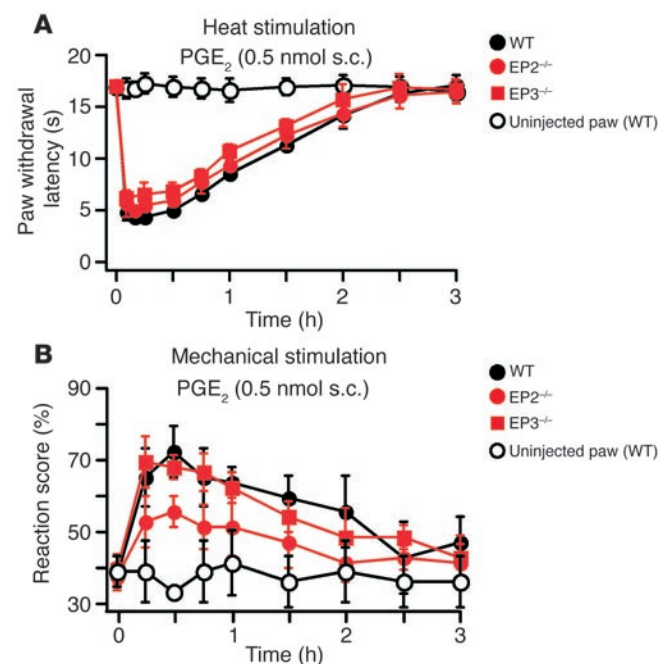 A
Heat stimulation
PGE₂ (0.5 nmol s.c.)
WT
EP2⁻/⁻
EP3⁻/⁻
Uninjected paw (WT)
Paw withdrawal
latency (s)
20
15
10
5
0
0 1 2 3
Time (h)
B
Mechanical stimulation
PGE₂ (0.5 nmol s.c.)
WT
EP2⁻/⁻
EP3⁻/⁻
Uninjected paw (WT)
Reaction score (%)
90
70
50
30
0 1 2 3
Time (h)